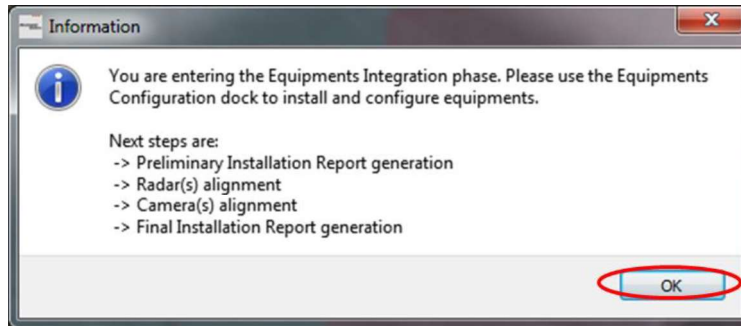 Information
You are entering the Equipments Integration phase. Please use the Equipments
Configuration dock to install and configure equipments.
Next steps are:
-> Preliminary Installation Report generation
-> Radar(s) alignment
-> Camera(s) alignment
-> Final Installation Report generation
OK